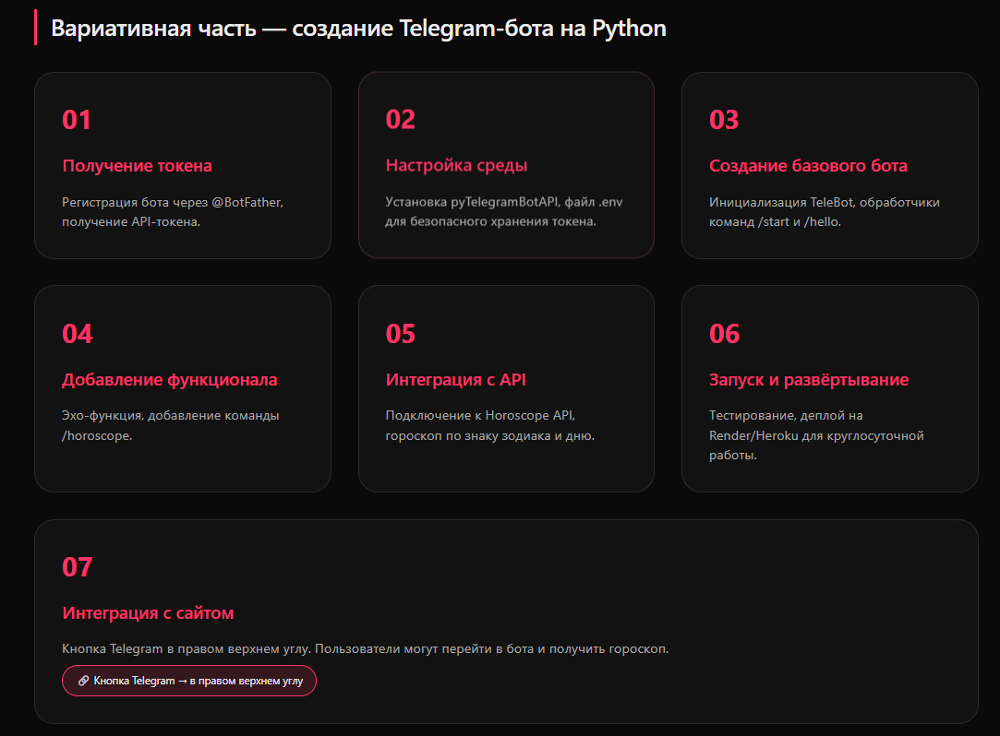 Вариативная часть — создание Telegram-бота на Python
01
Получение токена
Регистрация бота через @BotFather,
получение API-токена.
02
Настройка среды
Установка pyTelegramBotAPI, файл .env
для безопасного хранения токена.
03
Создание базового бота
Инициализация TeleBot, обработчики
команд /start и /hello.
04
Добавление функционала
Эхо-функция, добавление команды
/horoscope.
05
Интеграция с API
Подключение к Horoscope API,
гороскоп по знаку зодиака и дню.
06
Запуск и развёртывание
Тестирование, деплой на
Render/Heroku для круглосуточной
работы.
07
Интеграция с сайтом
Кнопка Telegram в правом верхнем углу. Пользователи могут перейти в бота и получить гороскоп.
Кнопка Telegram → в правом верхнем углу